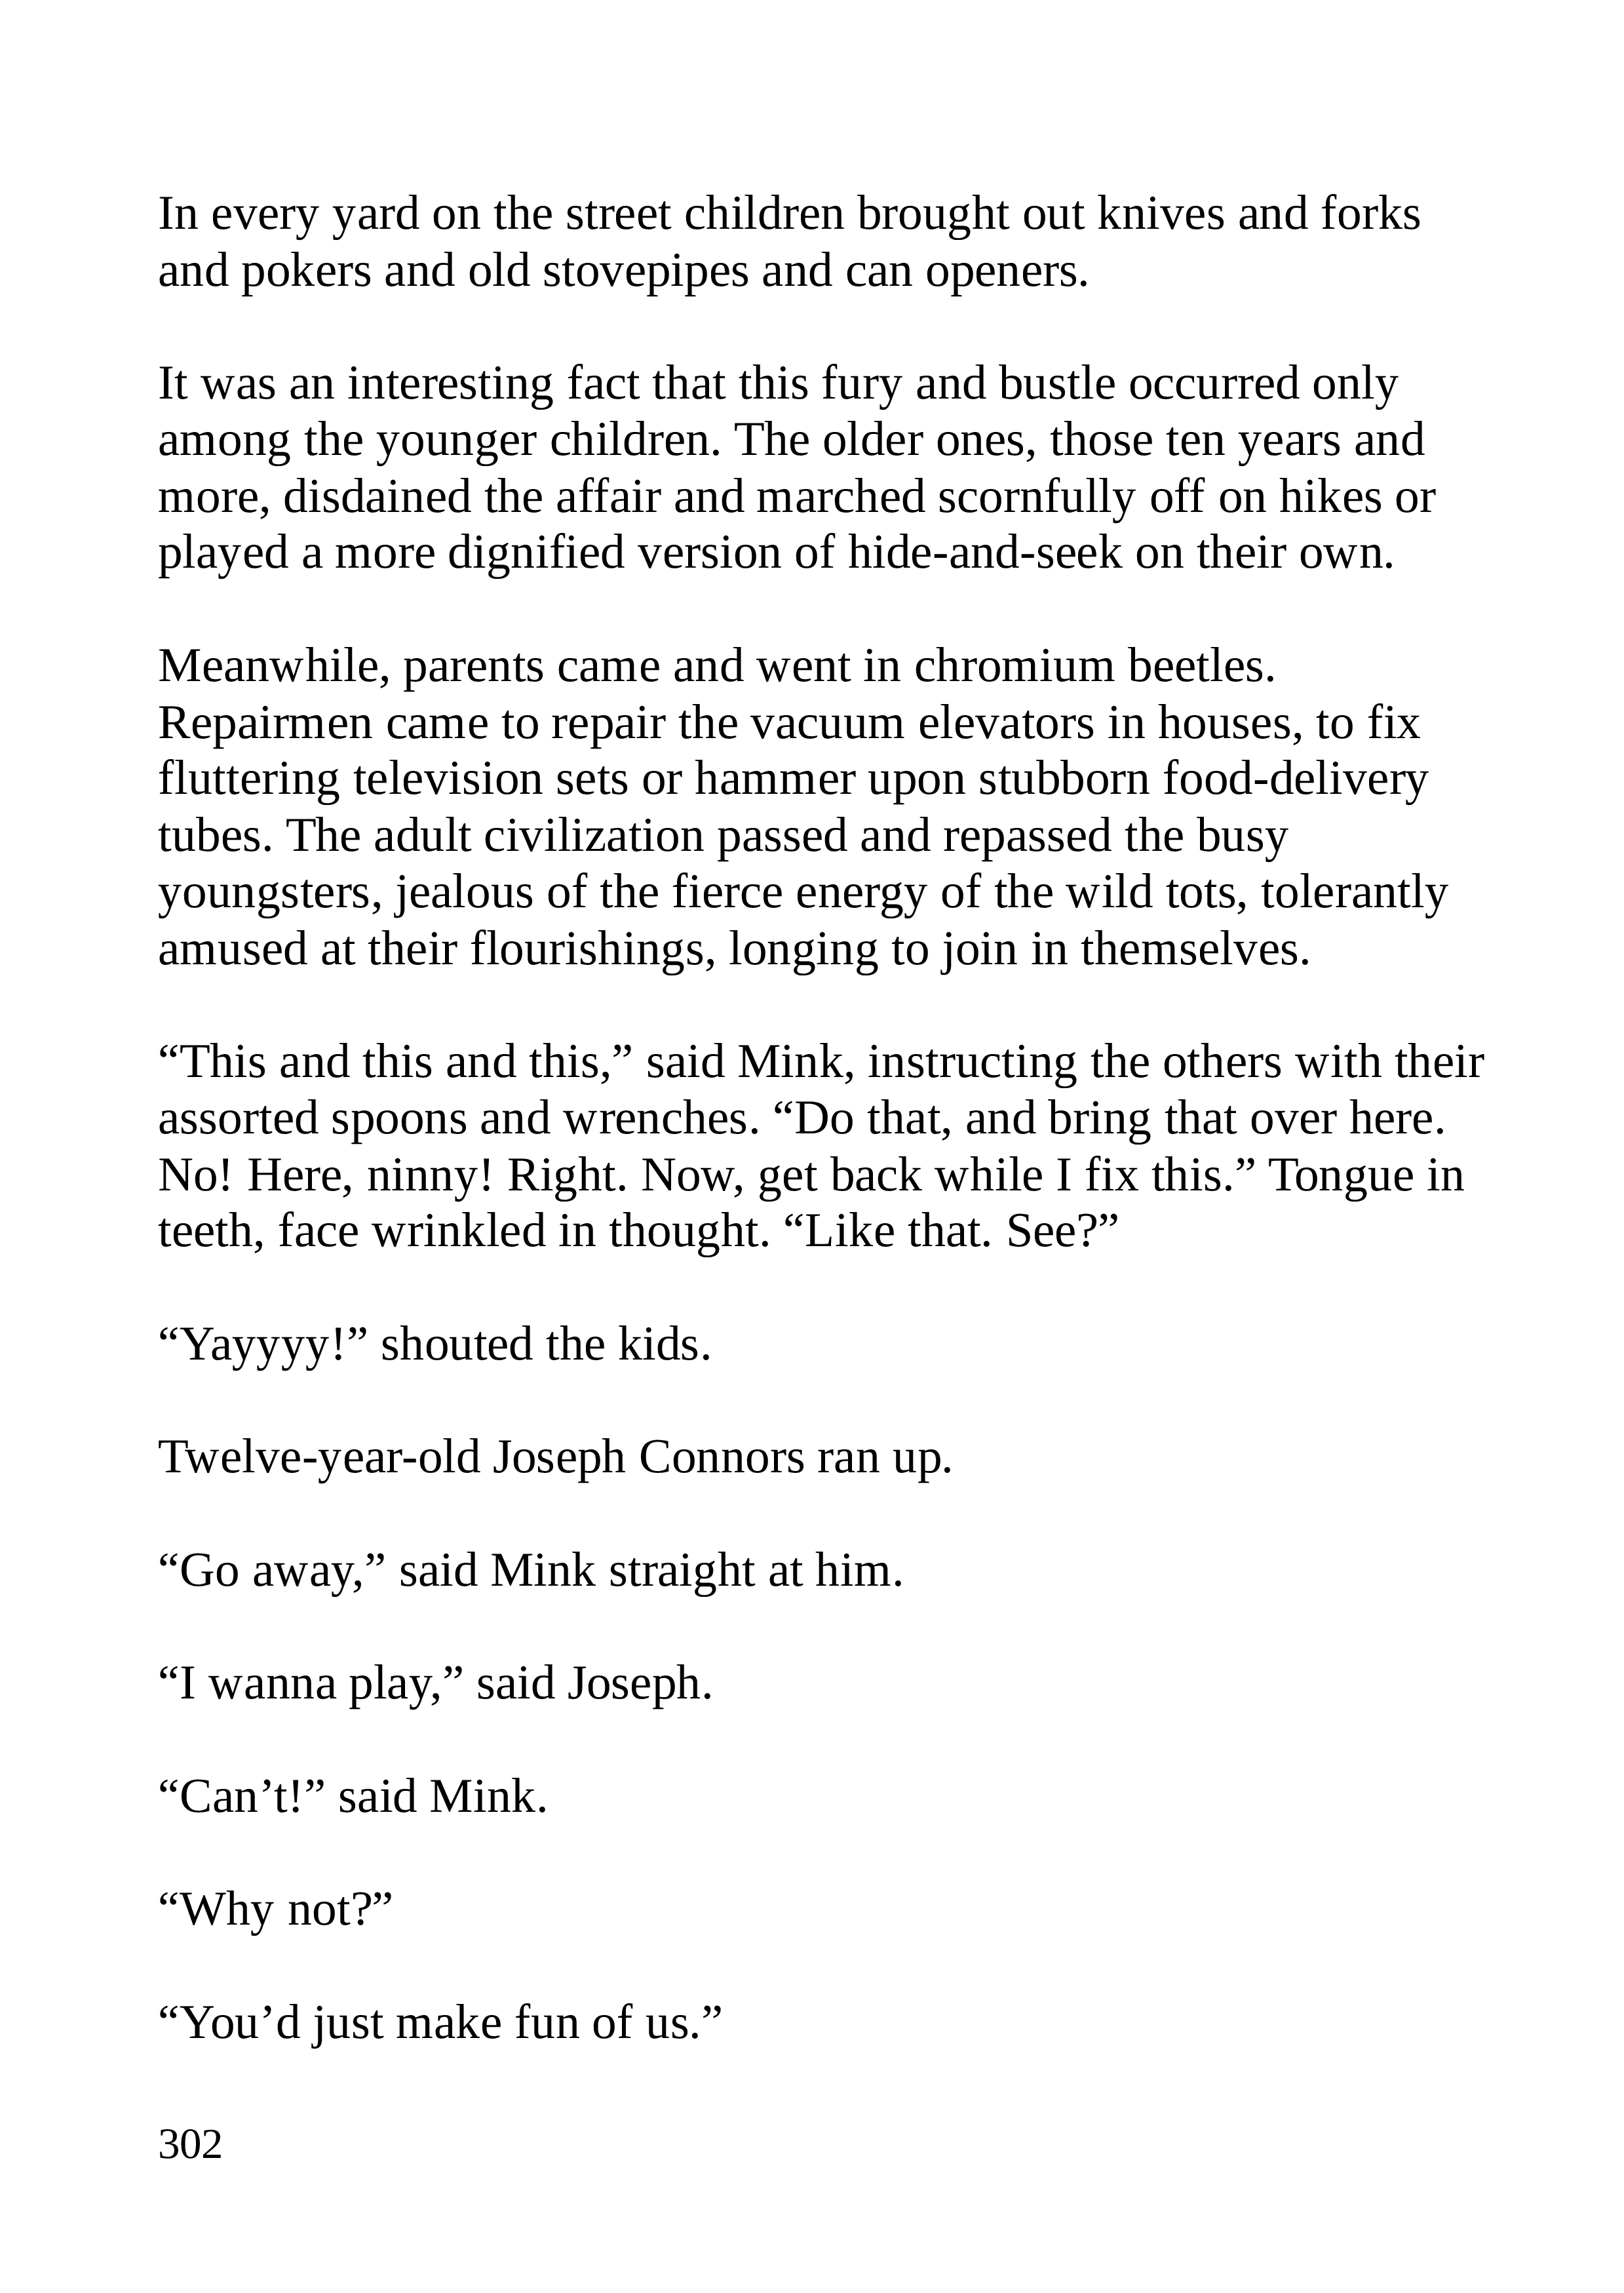 In every yard on the street children brought out knives and forks
and pokers and old stovepipes and can openers.
It was an interesting fact that this fury and bustle occurred only
among the younger children. The older ones, those ten years and
more, disdained the affair and marched scornfully off on hikes or
played a more dignified version of hide-and-seek on their own.
Meanwhile, parents came and went in chromium beetles.
Repairmen came to repair the vacuum elevators in houses, to fix
fluttering television sets or hammer upon stubborn food-delivery
tubes. The adult civilization passed and repassed the busy
youngsters, jealous of the fierce energy of the wild tots, tolerantly
amused at their flourishings, longing to join in themselves.
“This and this and this,” said Mink, instructing the others with their
assorted spoons and wrenches. “Do that, and bring that over here.
No! Here, ninny! Right. Now, get back while I fix this.” Tongue in
teeth, face wrinkled in thought. “Like that. See?”
“Yayyyy!” shouted the kids.
Twelve-year-old Joseph Connors ran up.
“Go away,” said Mink straight at him.
“I wanna play,” said Joseph.
“Can’t!” said Mink.
“Why not?”
“You’d just make fun of us.”
302